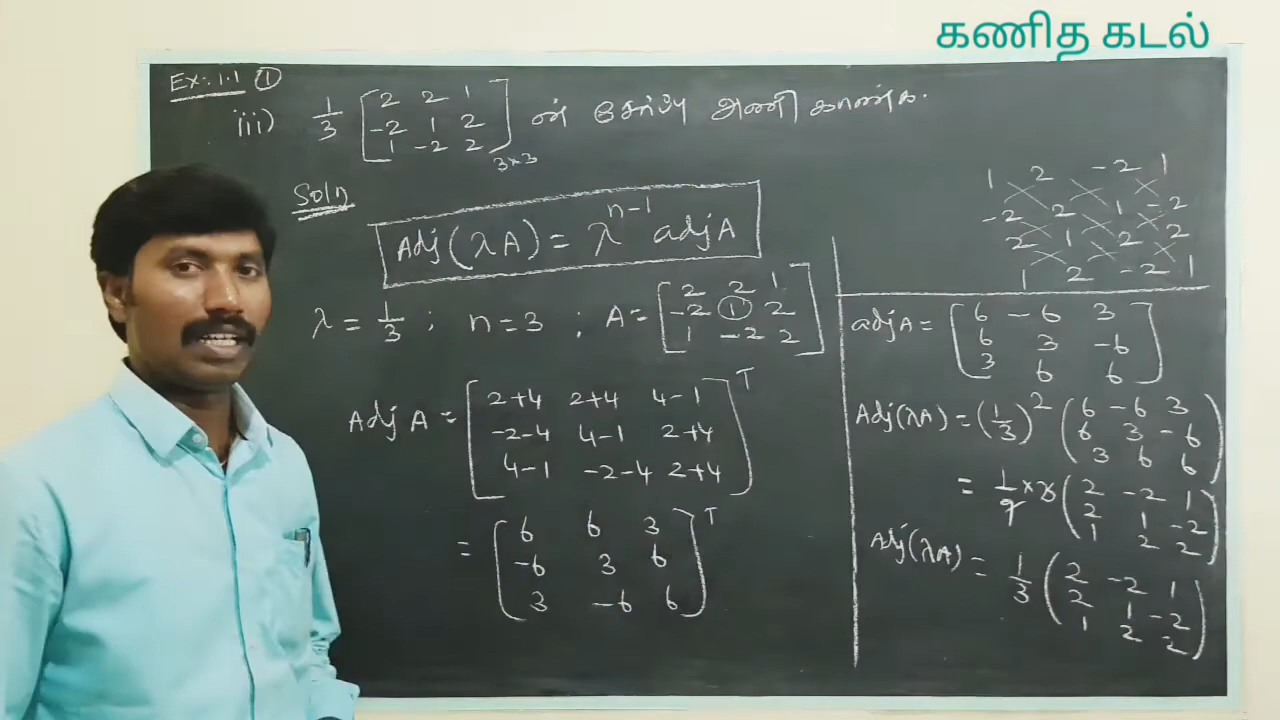 கணித கடல்
Ex:.1.1 ①
iii) 1/3 [2 2 1
-2 1 2
1 -2 2]3×3 ன் சேர்ப்பு அணி காண்க.
Soln
Adj(λA) = λ^(n-1) adj A
λ = 1/3 ; n=3 ; A = [2 2 1
-2 ① 2
1 -2 2]
Adj A = [2+4 2+4 4-1
-2-4 4-1 2+4
4-1 -2-4 2+4]^T
= [6 6 3
-6 3 6
3 -6 6]^T
1 2 -2 1
-2 2 1 -2
2 1 2 2
1 2 -2 1
adj A = [6 -6 3
6 3 -6
3 6 6]
Adj(λA) = (1/3)^2 (6 -6 3
6 3 -6
3 6 6)
= 1/9 × 3 (2 -2 1
2 1 -2
1 2 2)
Adj(λA) = 1/3 (2 -2 1
2 1 -2
1 2 2)